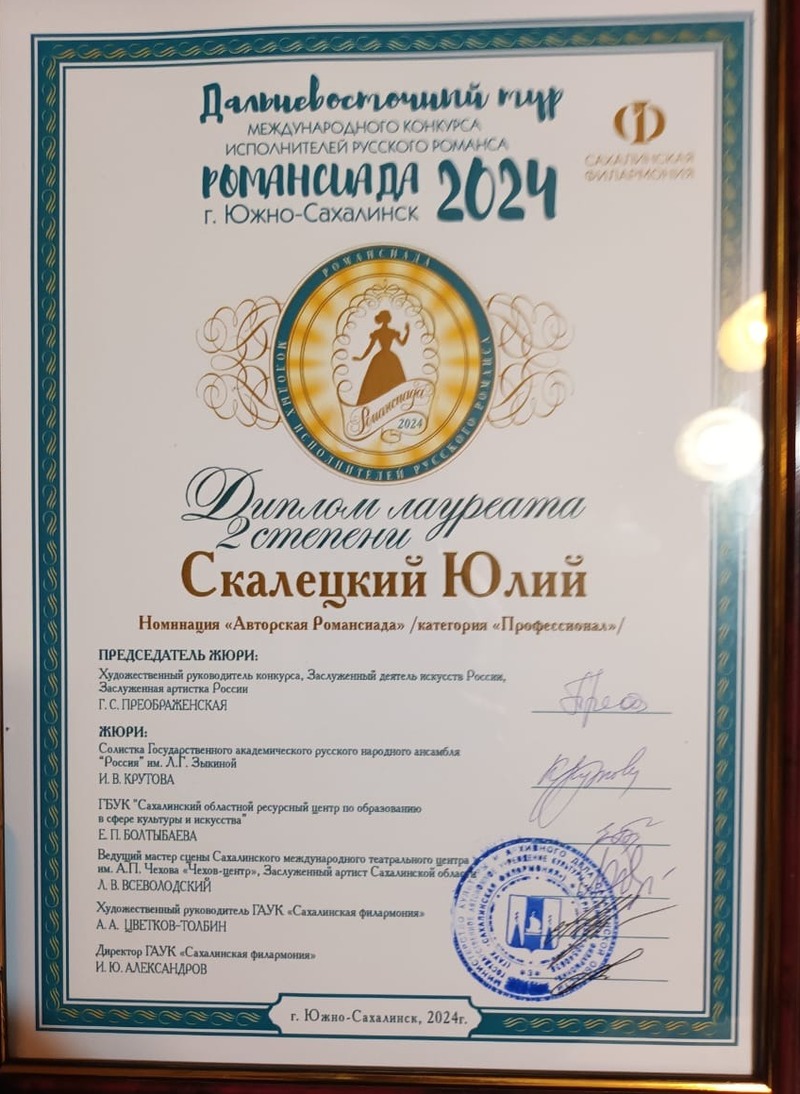 Дальневосточный тур
МЕЖДУНАРОДНОГО КОНКУРСА
ИСПОЛНИТЕЛЕЙ РУССКОГО РОМАНСА
РОМАНСИАДА 2024
г. Южно-Сахалинск
САХАЛИНСКАЯ
ФИЛАРМОНИЯ
РОМАНСИАДА
МОЛОДЫХ ИСПОЛНИТЕЛЕЙ РУССКОГО РОМАНСА
Романсиада
2024
Диплом лауреата
2 степени
Скалецкий Юлий
Номинация «Авторская Романсиада» /категория «Профессионал»/
ПРЕДСЕДАТЕЛЬ ЖЮРИ:
Художественный руководитель конкурса, Заслуженный деятель искусств России,
Заслуженная артистка России
Г. С. ПРЕОБРАЖЕНСКАЯ
ЖЮРИ:
Солистка Государственного академического русского народного ансамбля
"Россия" им. Л.Г. Зыкиной
И. В. КРУТОВА
ГБУК "Сахалинский областной ресурсный центр по образованию
в сфере культуры и искусства"
Е. П. БОЛТЫБАЕВА
Ведущий мастер сцены Сахалинского международного театрального центра
им. А.П. Чехова «Чехов-центр», Заслуженный артист Сахалинской области
Л. В. ВСЕВОЛОДСКИЙ
Художественный руководитель ГАУК «Сахалинская филармония»
А. А. ЦВЕТКОВ-ТОЛБИН
Директор ГАУК «Сахалинская филармония»
И. Ю. АЛЕКСАНДРОВ
г. Южно-Сахалинск, 2024г.